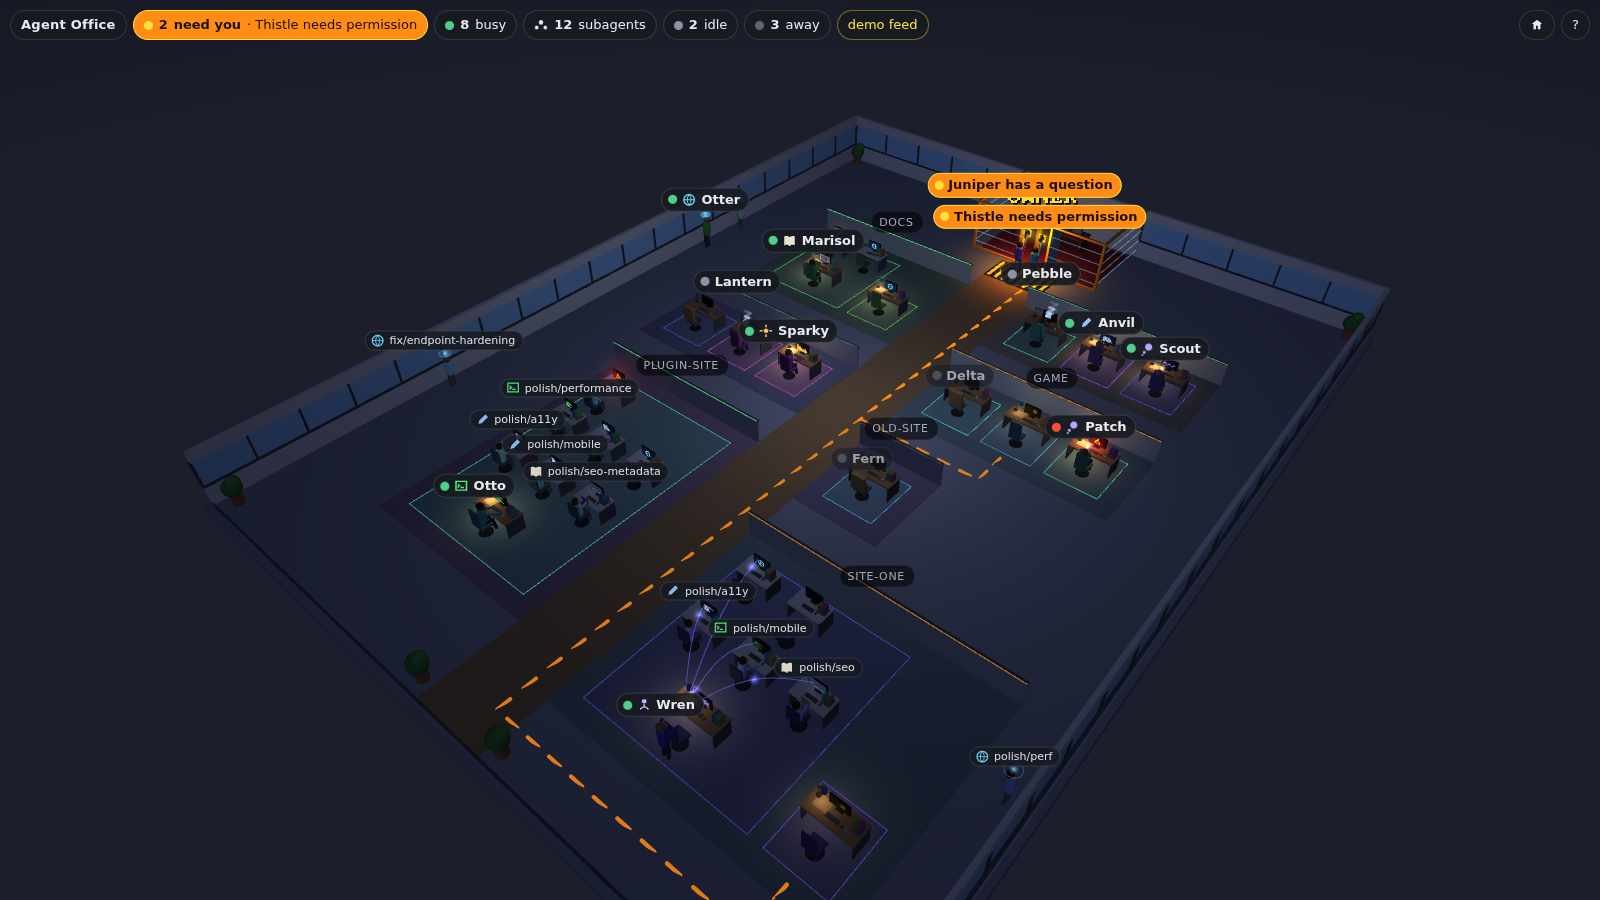 Agent Office
2 need you · Thistle needs permission
8 busy
12 subagents
2 idle
3 away
demo feed
?
Juniper has a question
Otter
Thistle needs permission
DOCS
Marisol
Pebble
Lantern
Anvil
Sparky
fix/endpoint-hardening
Scout
PLUGIN-SITE
Delta
GAME
polish/performance
polish/a11y
Patch
OLD-SITE
polish/mobile
Fern
polish/seo-metadata
Otto
SITE-ONE
polish/a11y
polish/mobile
polish/seo
Wren
polish/perf